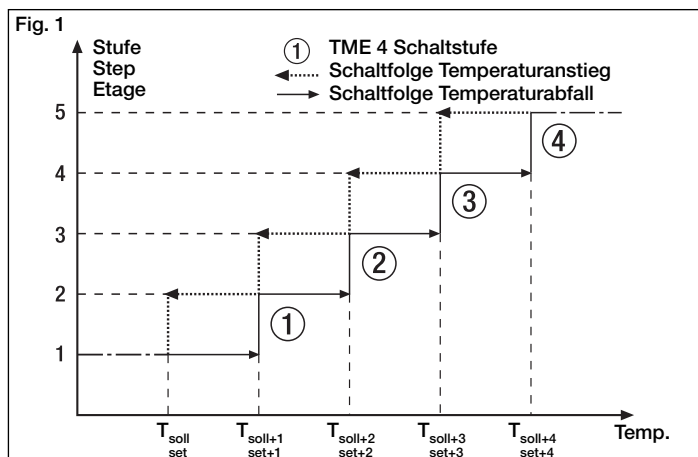 Fig. 1
Stufe
Step
Etage
① TME 4 Schaltstufe
Schaltfolge Temperaturanstieg
Schaltfolge Temperaturabfall
5
④
4
③
3
②
2
①
1
T soll T soll+1 T soll+2 T soll+3 T soll+4 Temp.
set set+1 set+2 set+3 set+4